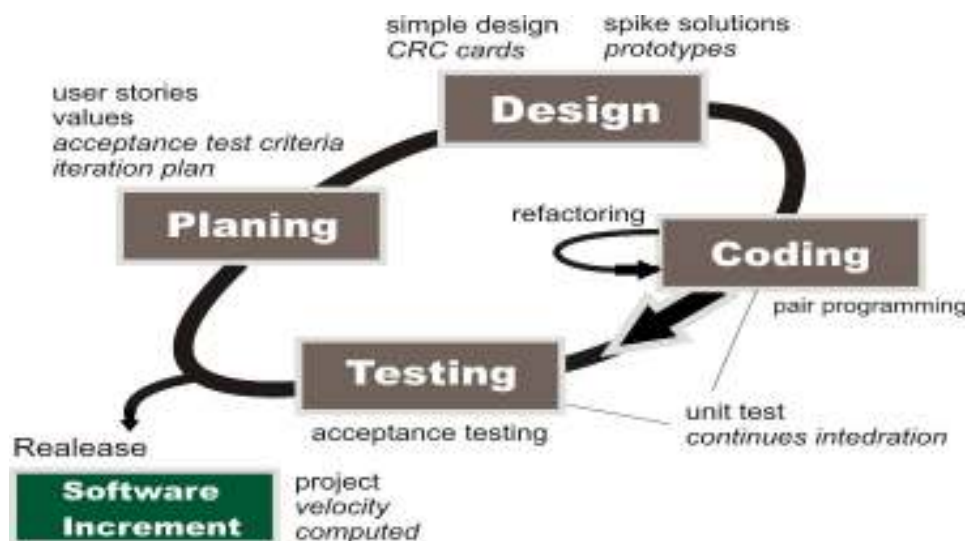 simple design
CRC cards
spike solutions
prototypes
Design
user stories
values
acceptance test criteria
iteration plan
Planing
refactoring
Coding
pair programming
Testing
acceptance testing
unit test
continues intedration
Realease
Software
Increment
project
velocity
computed